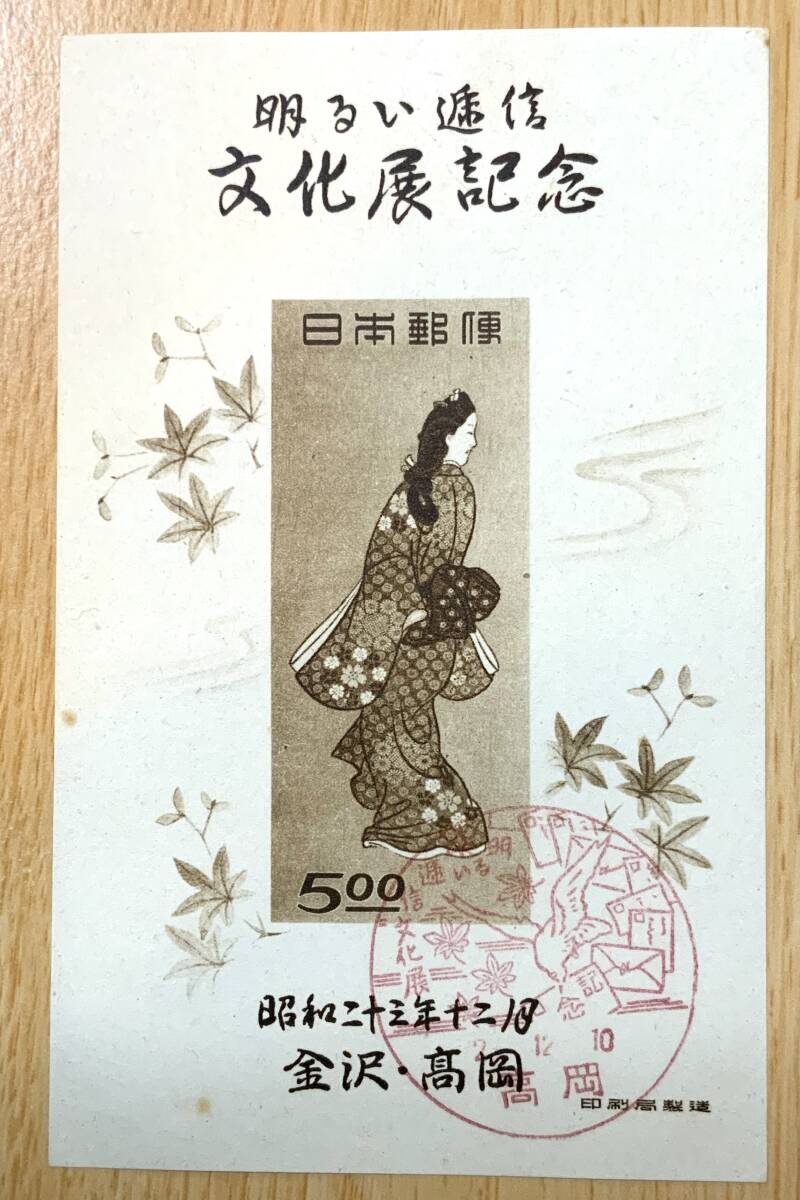 明るい逓信
文化展記念
日本郵便
500
昭和二十三年十二月
金沢・高岡
明るい逓信文化展
記念
12 10
高岡
印刷局製造